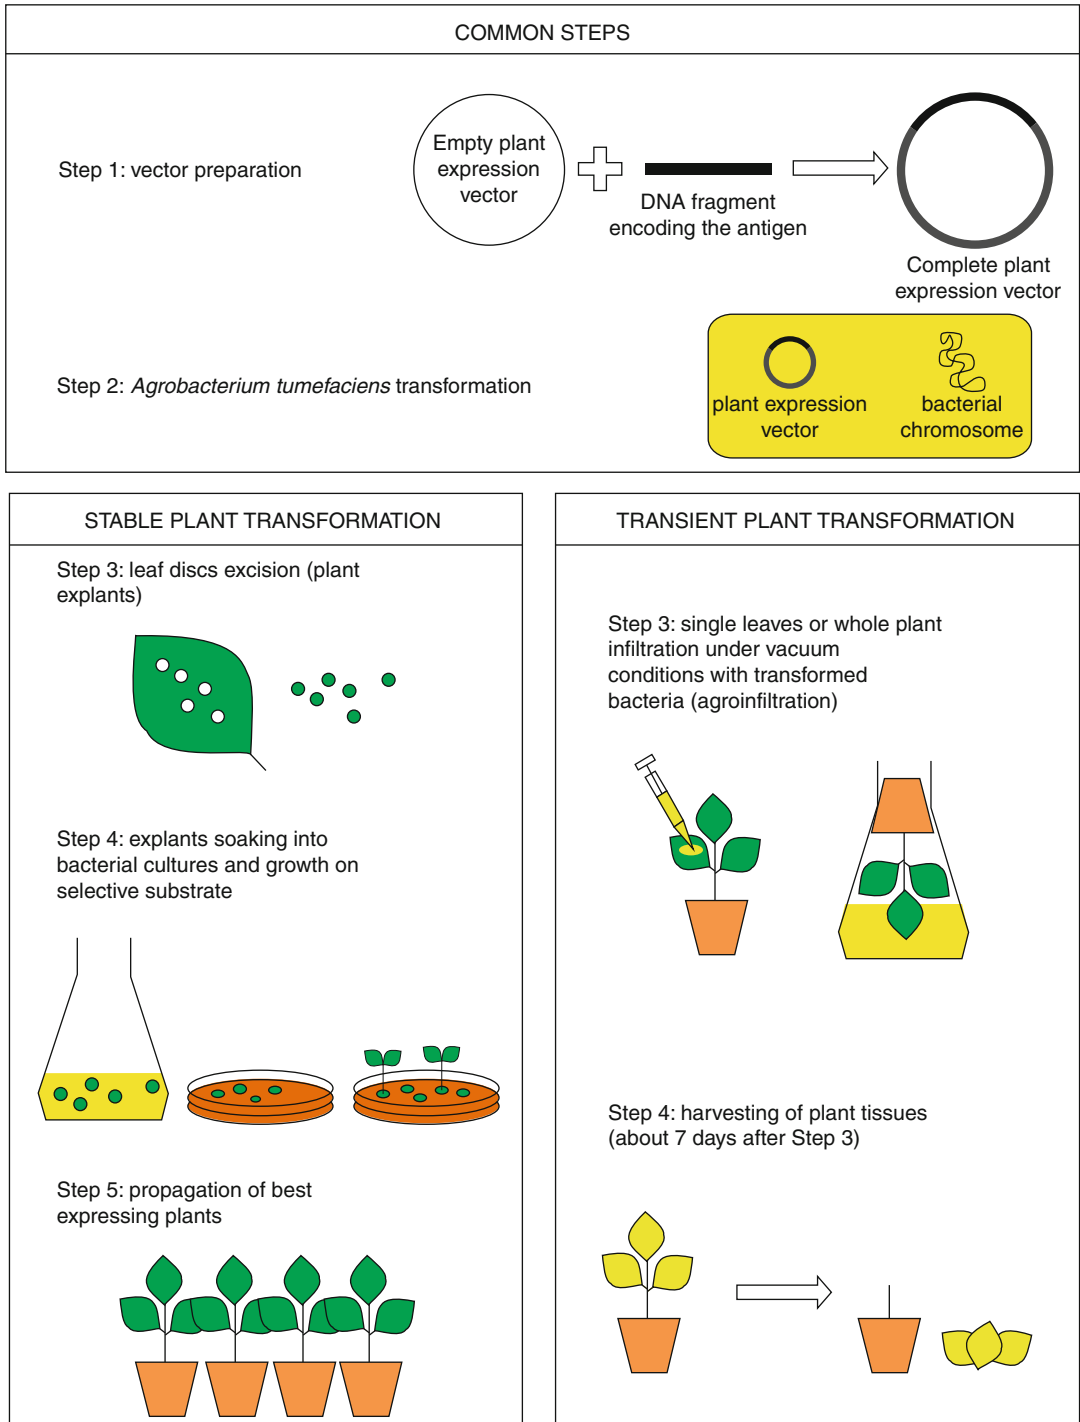 COMMON STEPS
Step 1: vector preparation
Empty plant
expression
vector
DNA fragment
encoding the antigen
Complete plant
expression vector
Step 2: Agrobacterium tumefaciens transformation
plant expression
vector
bacterial
chromosome
STABLE PLANT TRANSFORMATION
Step 3: leaf discs excision (plant
explants)
Step 4: explants soaking into
bacterial cultures and growth on
selective substrate
Step 5: propagation of best
expressing plants
TRANSIENT PLANT TRANSFORMATION
Step 3: single leaves or whole plant
infiltration under vacuum
conditions with transformed
bacteria (agroinfiltration)
Step 4: harvesting of plant tissues
(about 7 days after Step 3)